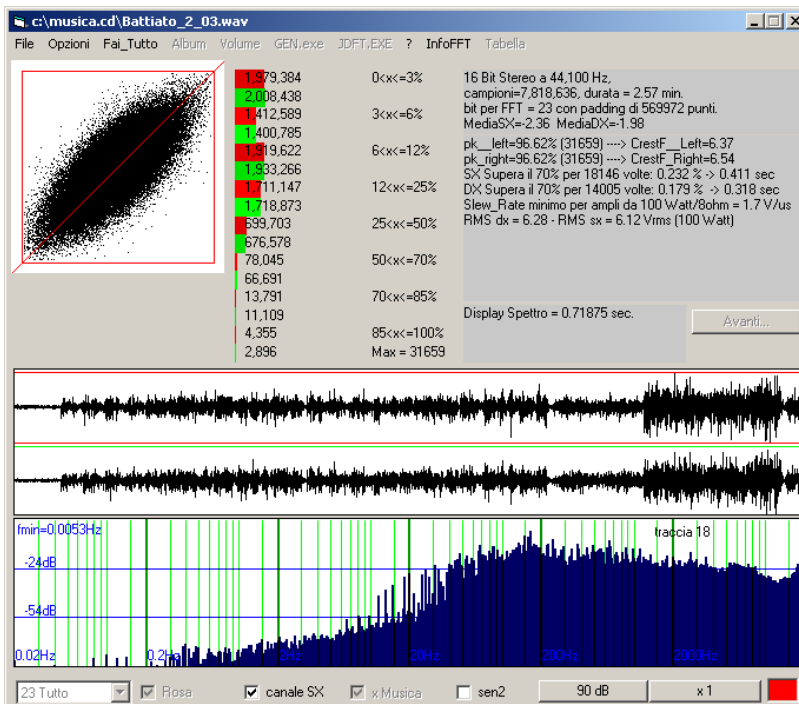 c:\musica.cd\Battiato_2_03.wav
File Opzioni Fai_Tutto Album Volume GEN.exe JDFT.EXE ? InfoFFT Tabella
1,979,384 0<x<=3%
2,008,438
1,412,589 3<x<=6%
1,400,785
1,919,622 6<x<=12%
1,933,266
1,711,147 12<x<=25%
1,718,873
699,703 25<x<=50%
676,578
78,045 50<x<=70%
66,691
13,791 70<x<=85%
11,109
4,355 85<x<=100%
2,896 Max = 31659
16 Bit Stereo a 44,100 Hz,
campioni=7,818,636, durata = 2.57 min.
bit per FFT = 23 con padding di 569972 punti.
MediaSX=-2.36 MediaDX=-1.98
pk__left=96.62% (31659) ----> CrestF__Left=6.37
pk_right=96.62% (31659) ----> CrestF_Right=6.54
SX Supera il 70% per 18146 volte: 0.232 % -> 0.411 sec
DX Supera il 70% per 14005 volte: 0.179 % -> 0.318 sec
Slew_Rate minimo per ampli da 100 Watt/8ohm = 1.7 V/us
RMS dx = 6.28 - RMS sx = 6.12 Vrms (100 Watt)
Display Spettro = 0.71875 sec.
Avanti...
fmin=0.0053Hz
traccia 18
-24dB
-54dB
0.02Hz 0.2Hz 2Hz 20Hz 200Hz 2000Hz
23 Tutto Rosa canale SX x Musica sen2 90 dB x 1